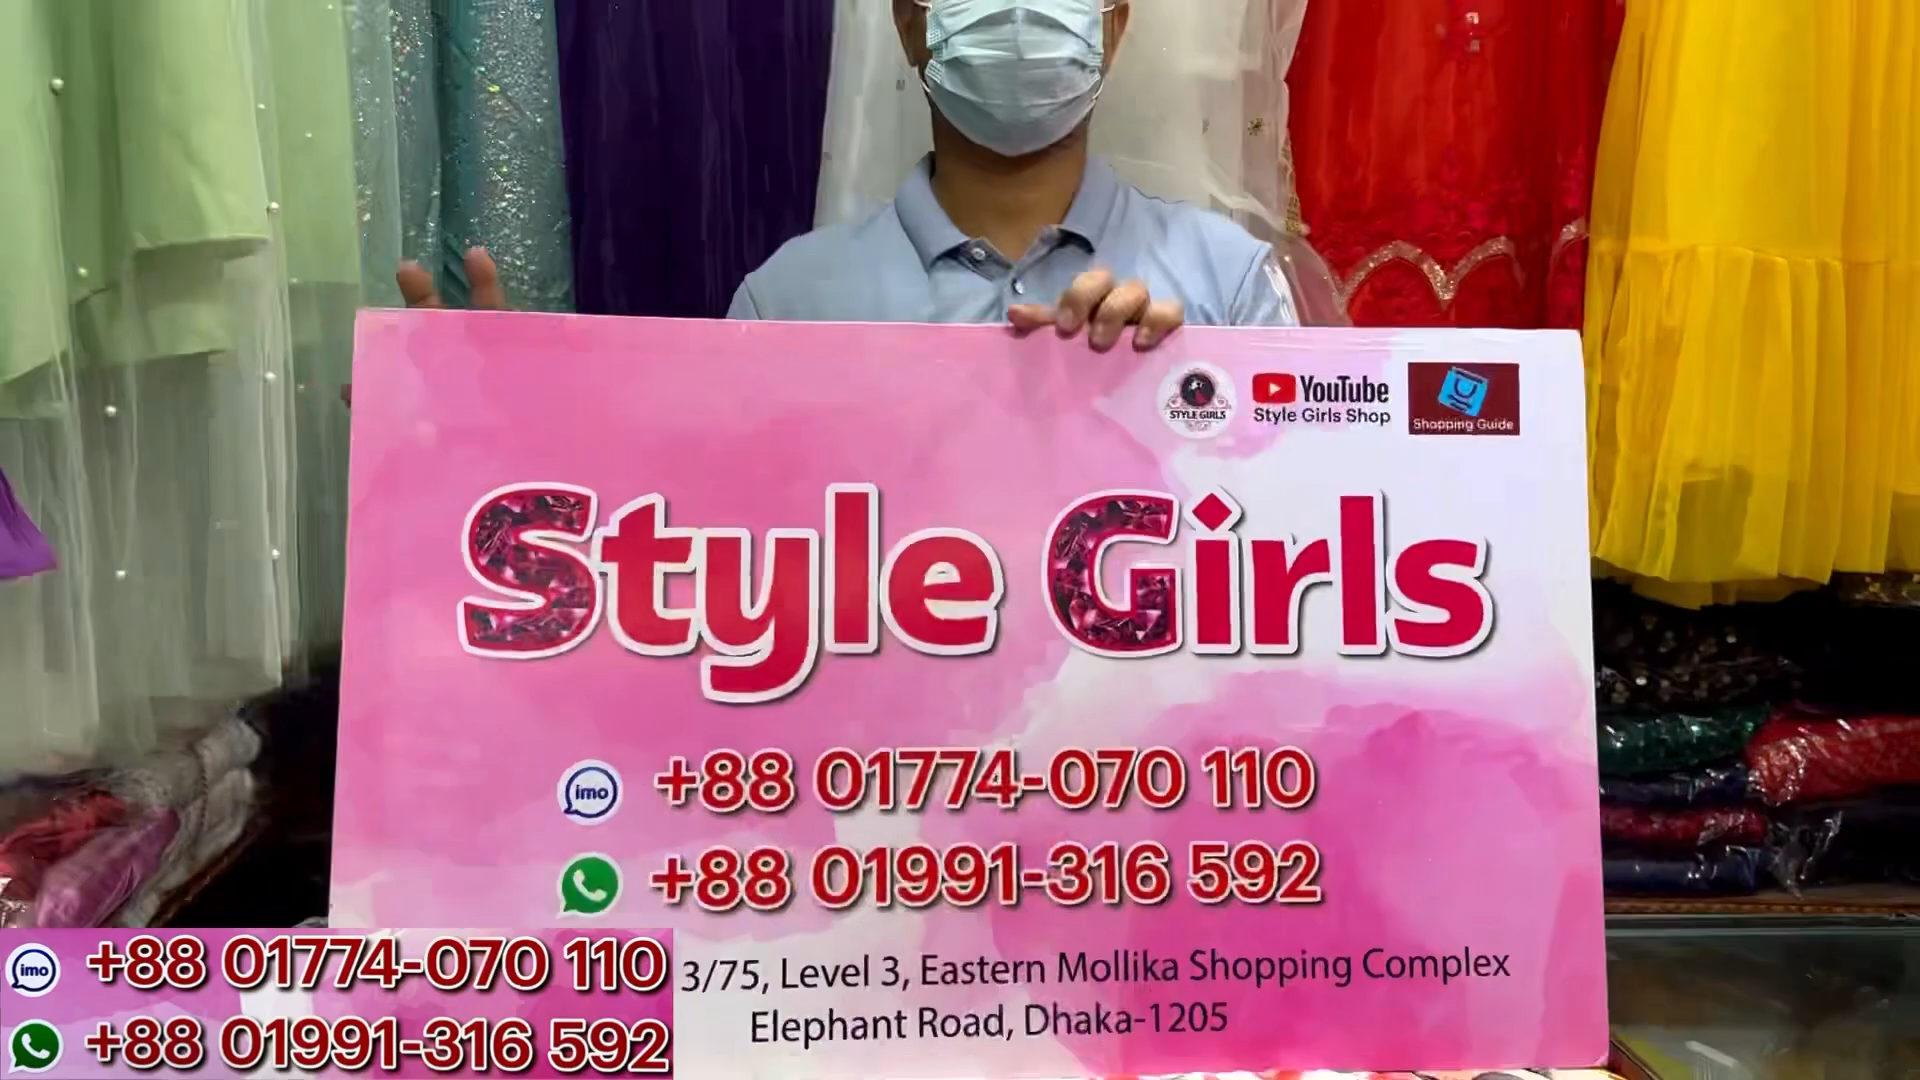 STYLE GIRLS
YouTube
Style Girls Shop
Shopping Guide
Style Girls
imo +88 01774-070 110
+88 01991-316 592
3/75, Level 3, Eastern Mollika Shopping Complex
Elephant Road, Dhaka-1205
imo +88 01774-070 110
+88 01991-316 592